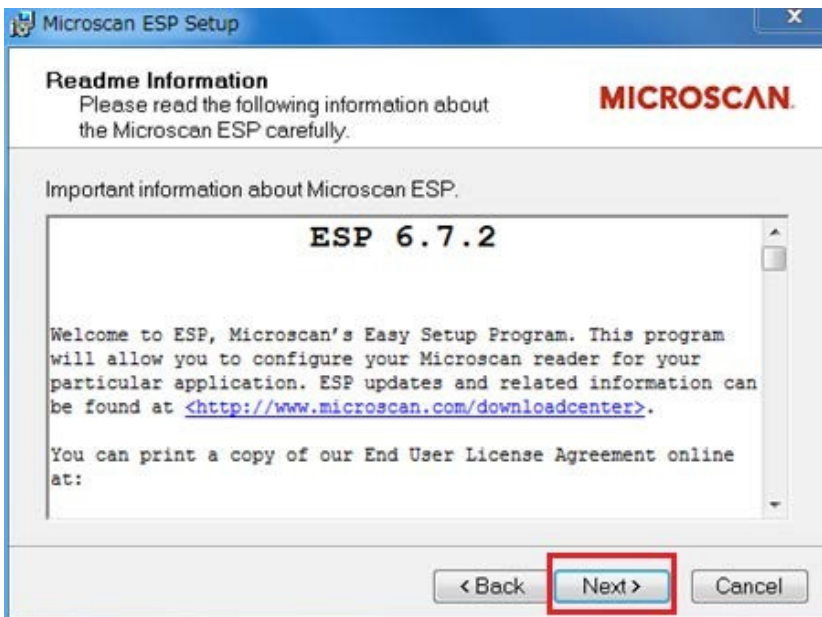 Microscan ESP Setup
X
Readme Information
Please read the following information about
the Microscan ESP carefully.
MICROSCAN.
Important information about Microscan ESP.
ESP 6.7.2
Welcome to ESP, Microscan's Easy Setup Program. This program
will allow you to configure your Microscan reader for your
particular application. ESP updates and related information can
be found at <http://www.microscan.com/downloadcenter>.
You can print a copy of our End User License Agreement online
at:
< Back
Next >
Cancel